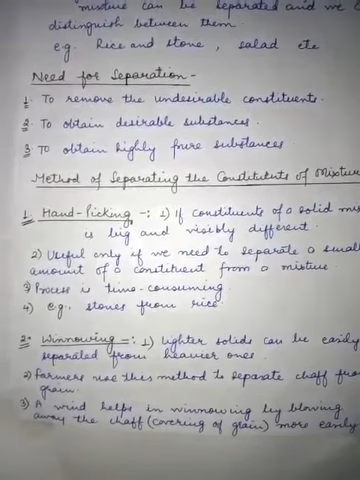 mixture can be separated and we c
distinguish between them.
e.g. Rice and stone, salad etc
Need for Separation -
1. To remove the undesirable constituents.
2. To obtain desirable substances.
3. To obtain highly pure substances
Method of Separating the Constituents of Mixture
1. Hand-Picking -: 1) If constituents of a solid mix
is big and visibly different.
2) Useful only if we need to separate a small
amount of a constituent from a mixture.
3) Process is time-consuming
4) e.g. stones from rice.
2. Winnowing -: 1) Lighter solids can be easily
separated from heavier ones.
2) Farmers use this method to separate chaff from
grain.
3) A wind helps in winnowing by blowing
away the chaff (covering of grain) more easily